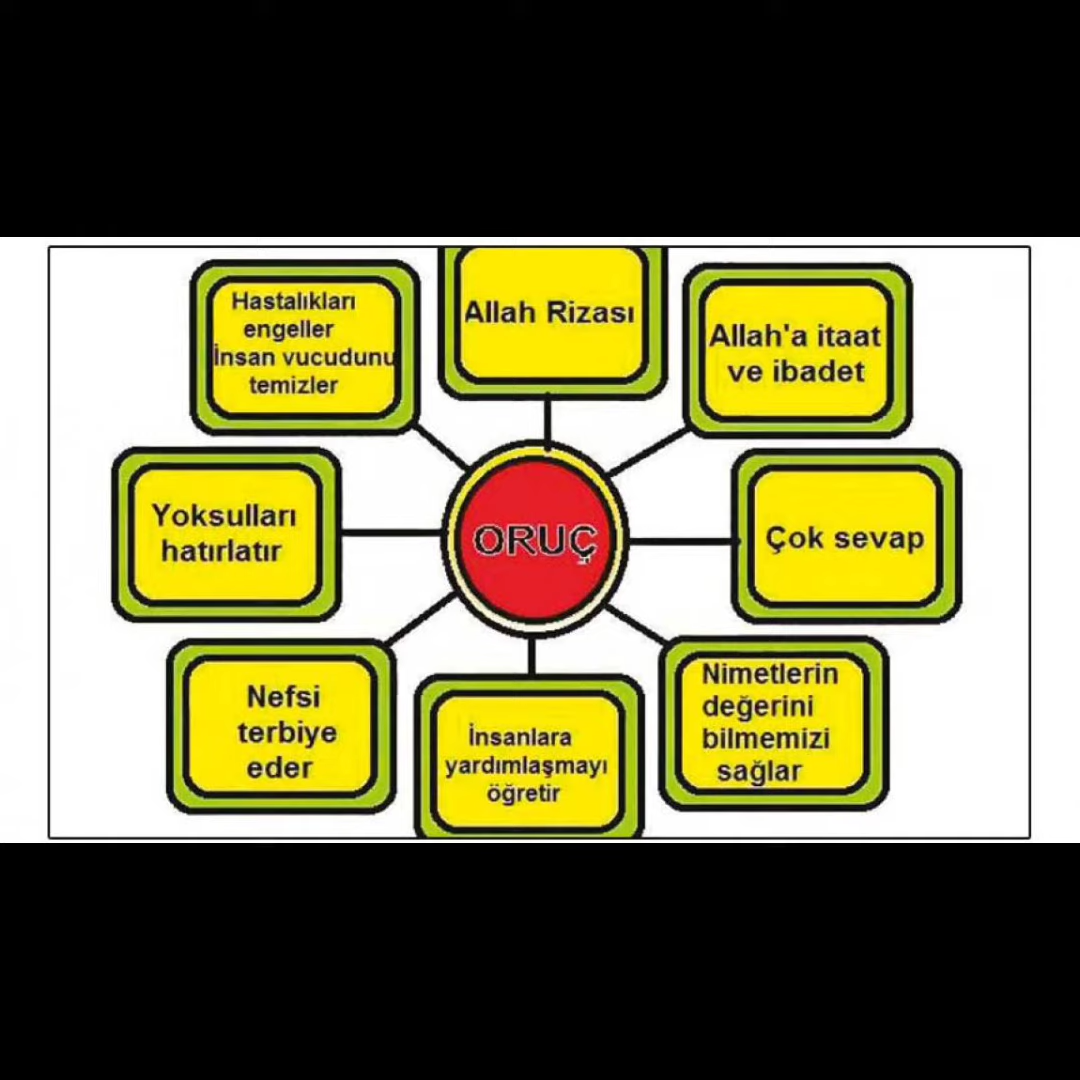 Allah Rizası
Hastalıkları
engeller
İnsan vucudunu
temizler
Allah'a itaat
ve ibadet
Yoksulları
hatırlatır
ORUÇ
Çok sevap
Nefsi
terbiye
eder
İnsanlara
yardımlaşmayı
öğretir
Nimetlerin
değerini
bilmemizi
sağlar